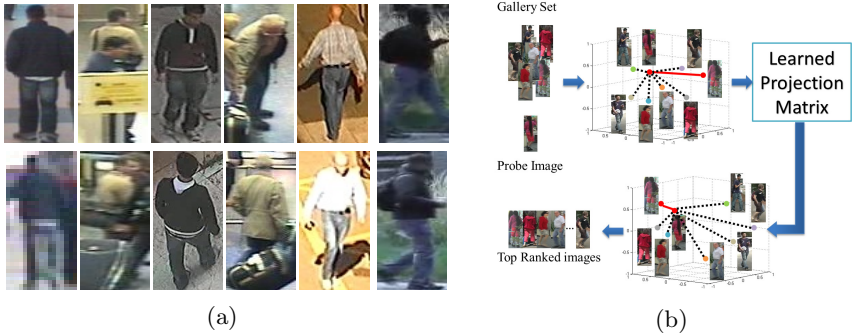 Gallery Set
Learned
Projection
Matrix
Probe Image
Top Ranked images
(a)
(b)